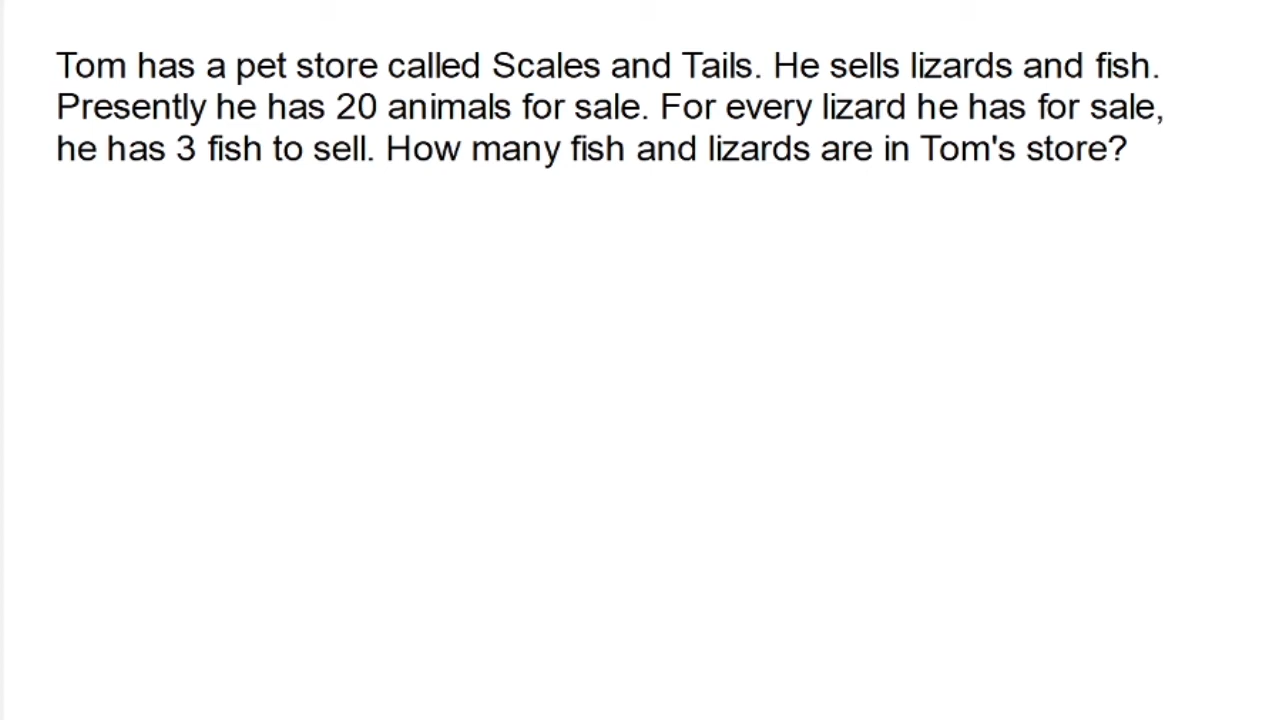 Tom has a pet store called Scales and Tails. He sells lizards and fish.
Presently he has 20 animals for sale. For every lizard he has for sale,
he has 3 fish to sell. How many fish and lizards are in Tom's store?